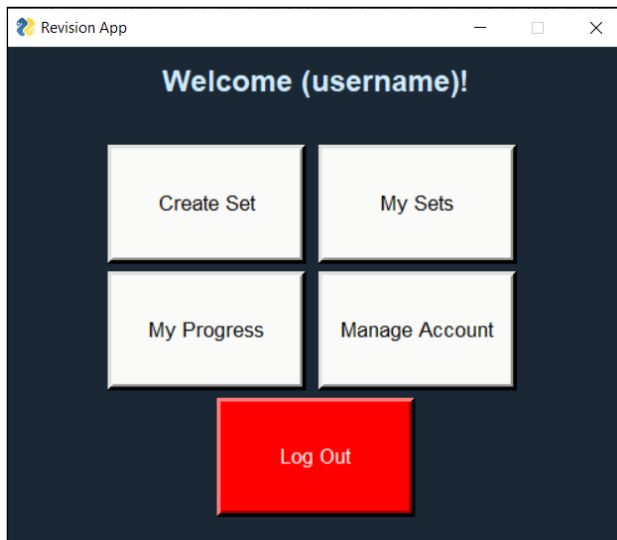 Revision App
Welcome (username)!
Create Set
My Sets
My Progress
Manage Account
Log Out